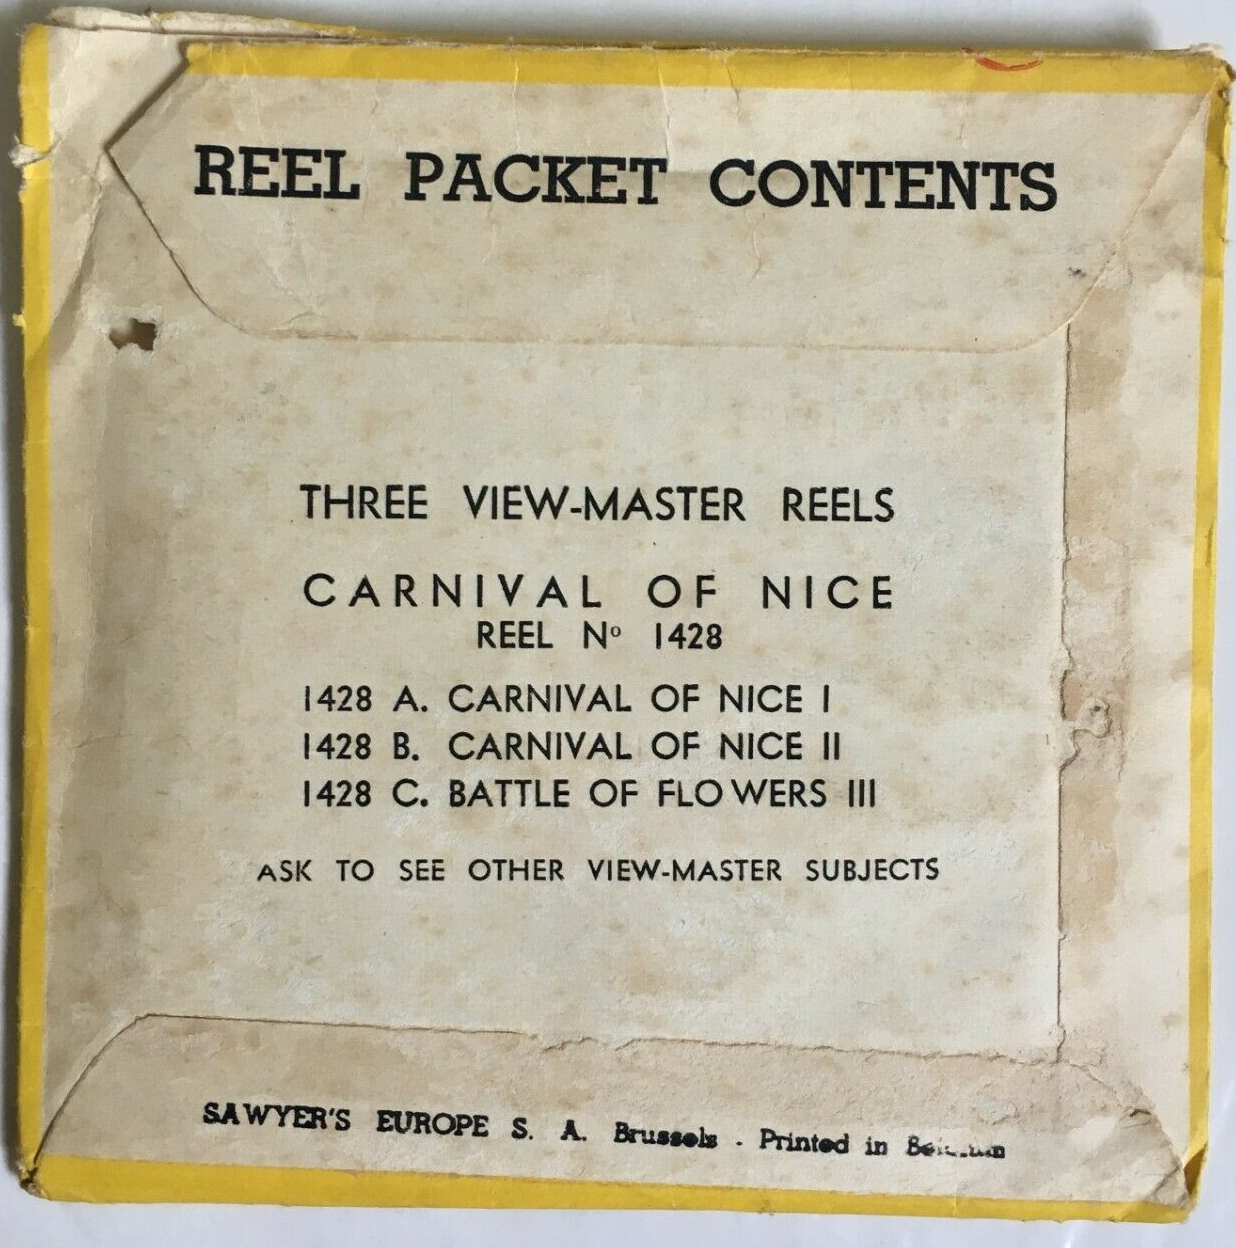 REEL PACKET CONTENTS
THREE VIEW-MASTER REELS
CARNIVAL OF NICE
REEL Nº 1428
1428 A. CARNIVAL OF NICE I
1428 B. CARNIVAL OF NICE II
1428 C. BATTLE OF FLOWERS III
ASK TO SEE OTHER VIEW-MASTER SUBJECTS
SAWYER'S EUROPE S. A. Brussels - Printed in